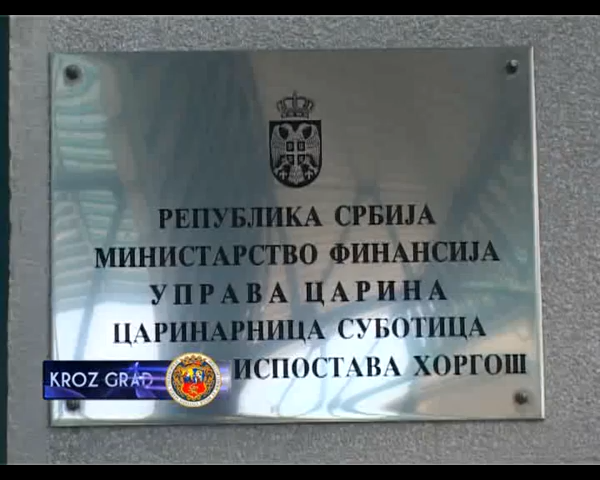 РЕПУБЛИКА СРБИЈА
МИНИСТАРСТВО ФИНАНСИЈА
УПРАВА ЦАРИНА
ЦАРИНАРНИЦА СУБОТИЦА
ИСПОСТАВА ХОРГОШ
KROZ GRAD